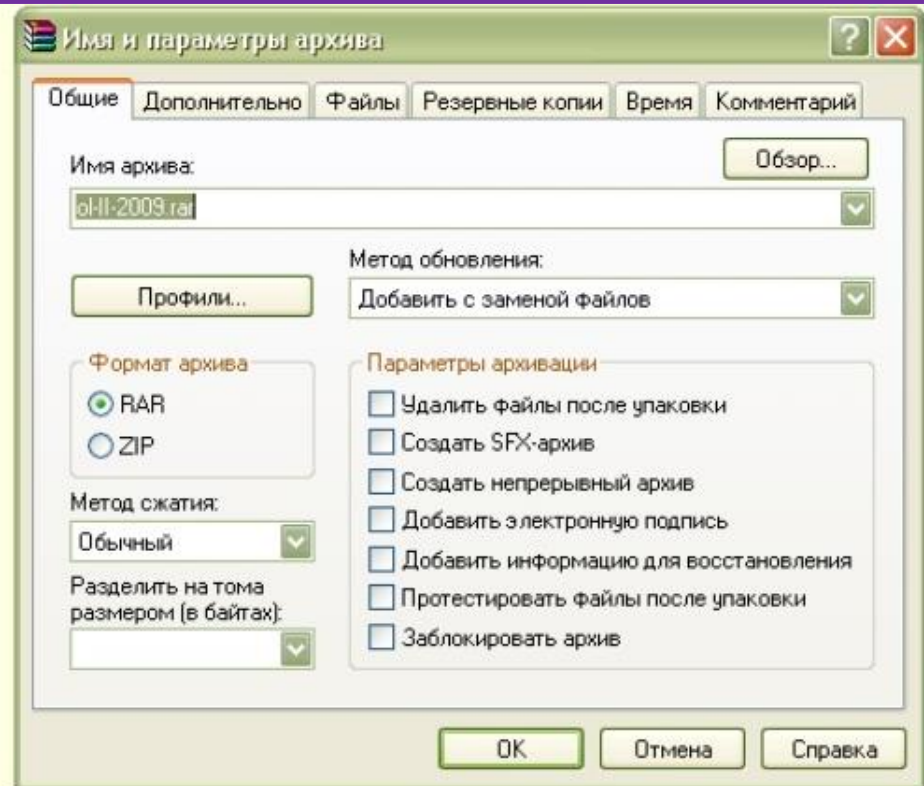 Имя и параметры архива
Общие Дополнительно Файлы Резервные копии Время Комментарий
Имя архива:
Обзор...
ol-II-2009.rar
Метод обновления:
Профили...
Добавить с заменой файлов
Формат архива
RAR
ZIP
Метод сжатия:
Обычный
Разделить на тома
размером (в байтах):
Параметры архивации
Удалить файлы после упаковки
Создать SFX-архив
Создать непрерывный архив
Добавить электронную подпись
Добавить информацию для восстановления
Протестировать файлы после упаковки
Заблокировать архив
OK Отмена Справка